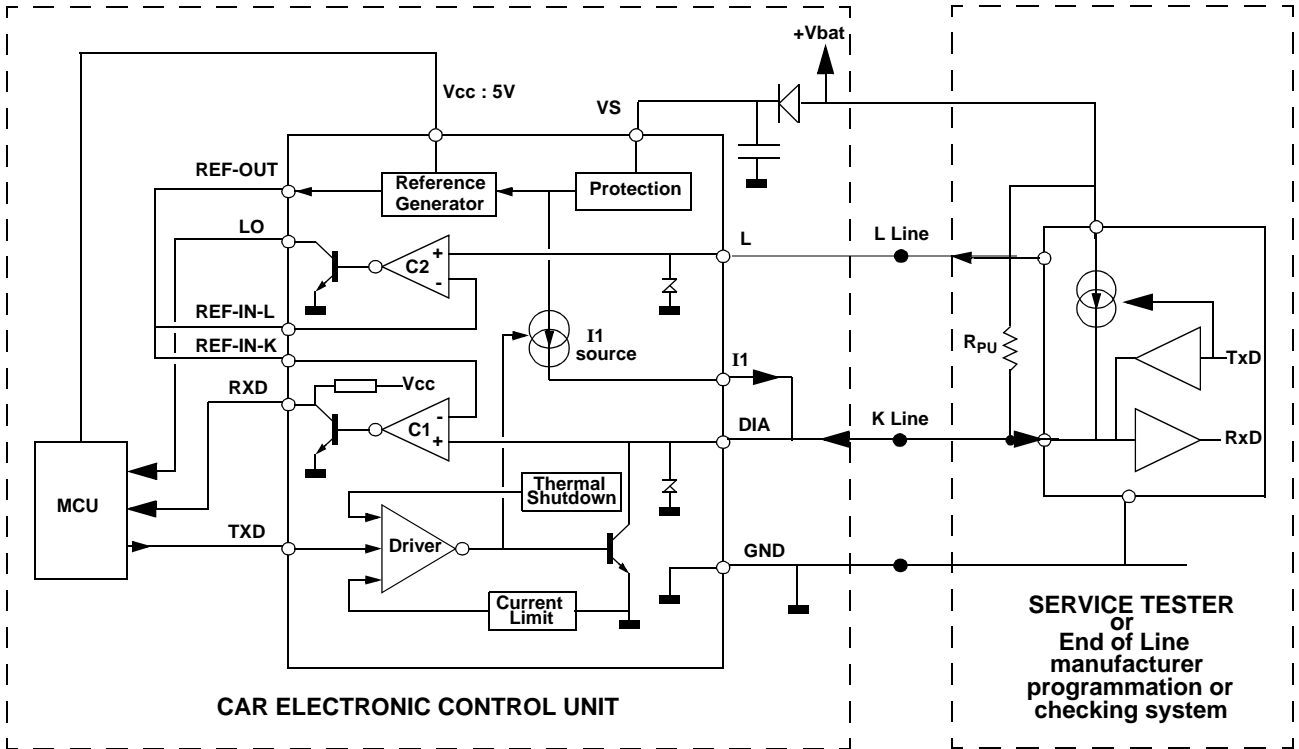 +Vbat
Vcc : 5V
VS
REF-OUT
Reference
Generator
Protection
LO
C2
+
-
L
L Line
REF-IN-L
REF-IN-K
I1
source
RPU
TxD
RXD
Vcc
C1
-
+
I1
DIA
K Line
RxD
MCU
Thermal
Shutdown
TXD
Driver
GND
Current
Limit
CAR ELECTRONIC CONTROL UNIT
SERVICE TESTER
or
End of Line
manufacturer
programmation or
checking system